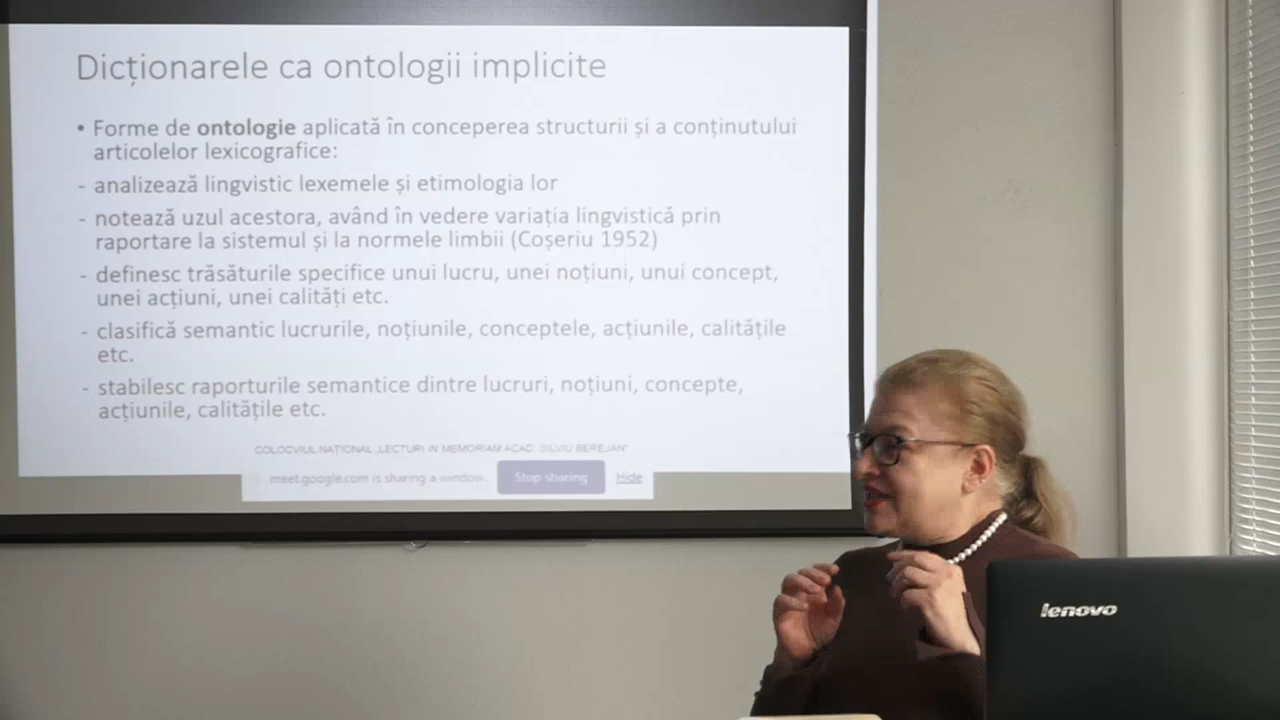 Dicționarele ca ontologii implicite
• Forme de ontologie aplicată în conceperea structurii și a conținutului
articolelor lexicografice:
- analizează lingvistic lexemele și etimologia lor
- notează uzul acestora, având în vedere variația lingvistică prin
raportare la sistemul și la normele limbii (Coșeriu 1952)
- definesc trăsăturile specifice unui lucru, unei noțiuni, unui concept,
unei acțiuni, unei calități etc.
- clasifică semantic lucrurile, noțiunile, conceptele, acțiunile, calitățile
etc.
- stabilesc raporturile semantice dintre lucruri, noțiuni, concepte,
acțiunile, calitățile etc.
COLOCVIUL NAȚIONAL „LECTURI IN MEMORIAM ACAD. SILVIU BEREJAN”
meet.google.com is sharing a window. Stop sharing Hide
lenovo